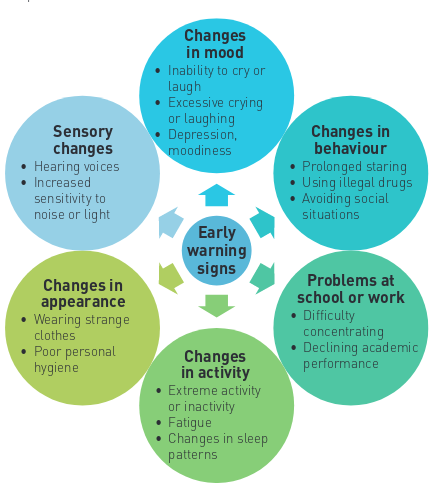 Changes
in mood
• Inability to cry or
laugh
• Excessive crying
or laughing
• Depression,
moodiness
Changes in
behaviour
• Prolonged staring
• Using illegal drugs
• Avoiding social
situations
Problems at
school or work
• Difficulty
concentrating
• Declining academic
performance
Changes
in activity
• Extreme activity
or inactivity
• Fatigue
• Changes in sleep
patterns
Changes in
appearance
• Wearing strange
clothes
• Poor personal
hygiene
Sensory
changes
• Hearing voices
• Increased
sensitivity to
noise or light
Early
warning
signs